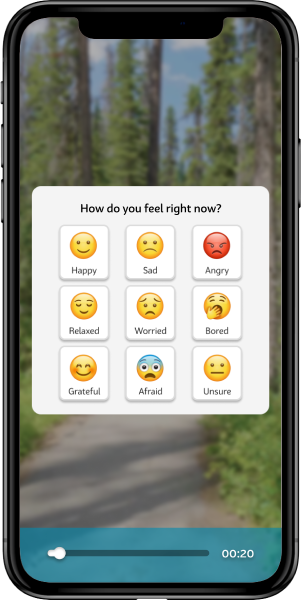 How do you feel right now?
Happy Sad Angry
Relaxed Worried Bored
Grateful Afraid Unsure
00:20